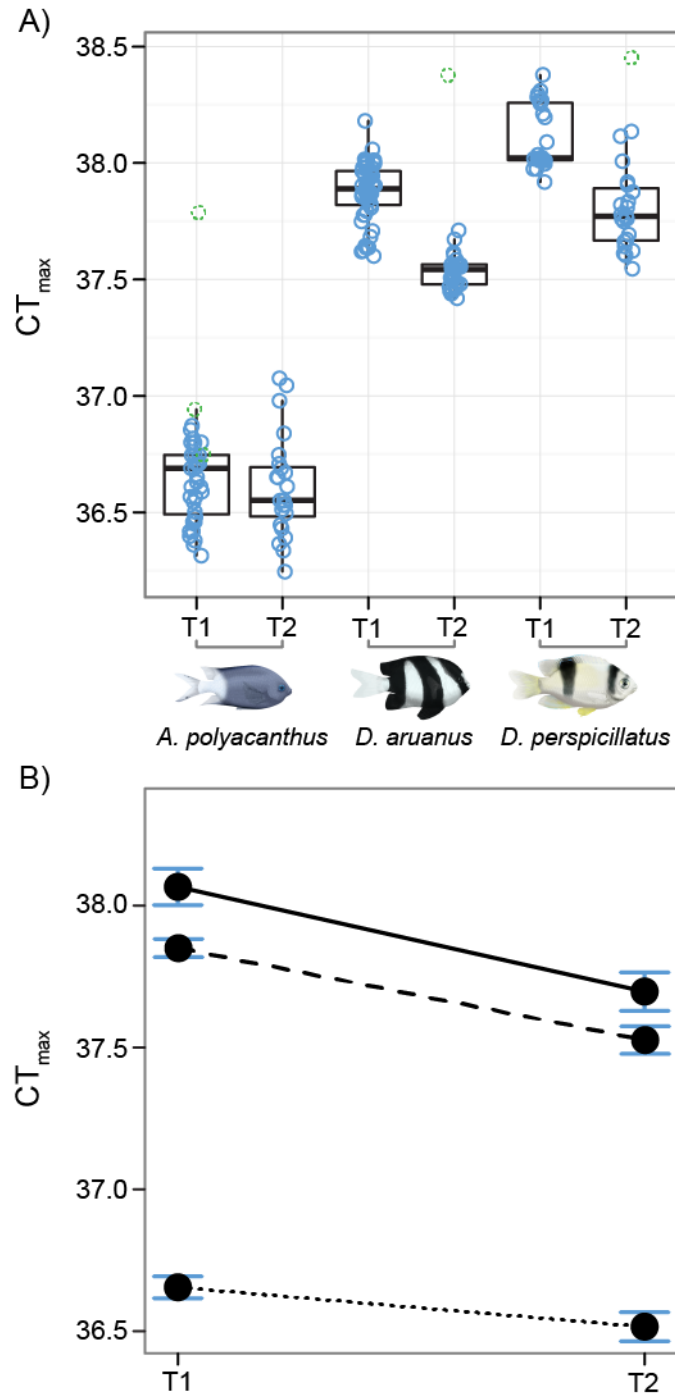 A)
38.5
38.0
37.5
37.0
36.5
CTmax
T1 T2 T1 T2 T1 T2
A. polyacanthus D. aruanus D. perspicillatus
B)
38.0
37.5
37.0
36.5
CTmax
T1 T2